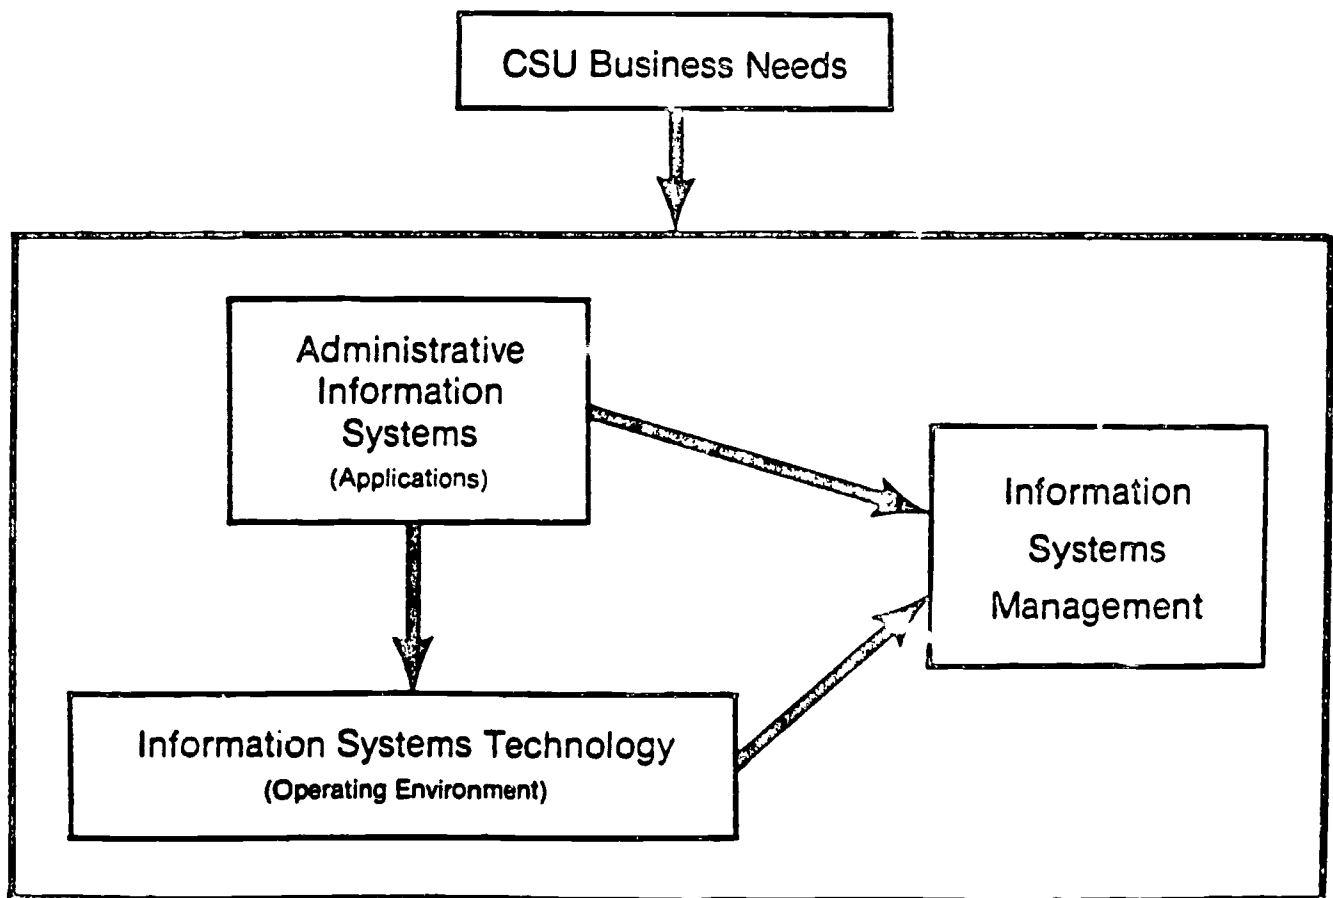 CSU Business Needs
Administrative
Information
Systems
(Applications)
Information
Systems
Management
Information Systems Technology
(Operating Environment)